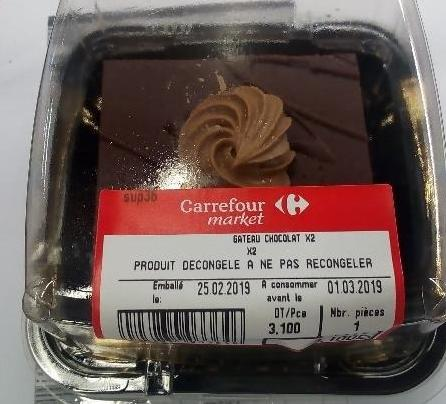 Carrefour
market
GATEAU CHOCOLAT X2
X2
PRODUIT DECONGELE A NE PAS RECONGELER
Emballé le: 25.02.2019 A consommer avant le 01.03.2019
DT/Pce Nbr. pièces
3,100 1